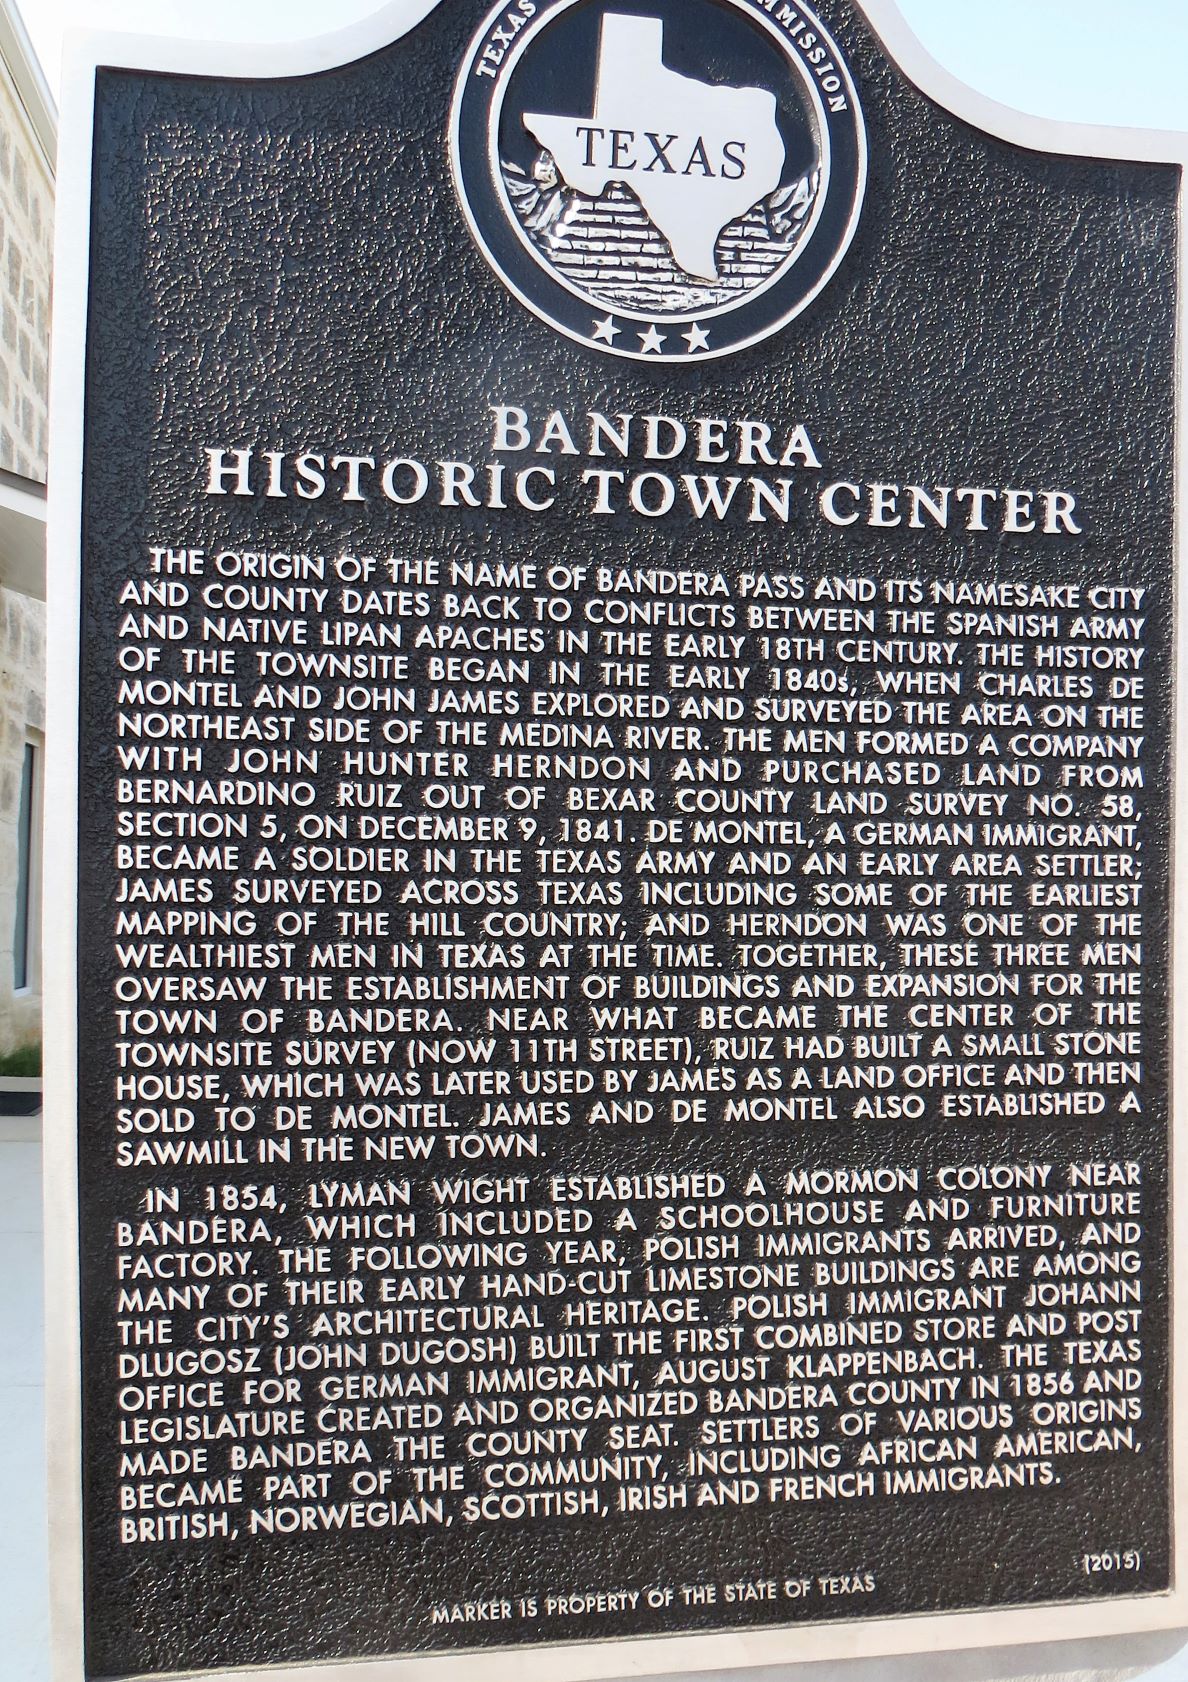 TEXAS
MMISSION
TEXAS
BANDERA
HISTORIC TOWN CENTER
THE ORIGIN OF THE NAME OF BANDERA PASS AND ITS NAMESAKE CITY
AND COUNTY DATES BACK TO CONFLICTS BETWEEN THE SPANISH ARMY
AND NATIVE LIPAN APACHES IN THE EARLY 18TH CENTURY. THE HISTORY
OF THE TOWNSITE BEGAN IN THE EARLY 1840s, WHEN CHARLES DE
MONTEL AND JOHN JAMES EXPLORED AND SURVEYED THE AREA ON THE
NORTHEAST SIDE OF THE MEDINA RIVER. THE MEN FORMED A COMPANY
WITH JOHN HUNTER HERNDON AND PURCHASED LAND FROM
BERNARDINO RUIZ OUT OF BEXAR COUNTY LAND SURVEY NO. 58,
SECTION 5, ON DECEMBER 9, 1841. DE MONTEL, A GERMAN IMMIGRANT,
BECAME A SOLDIER IN THE TEXAS ARMY AND AN EARLY AREA SETTLER;
JAMES SURVEYED ACROSS TEXAS INCLUDING SOME OF THE EARLIEST
MAPPING OF THE HILL COUNTRY; AND HERNDON WAS ONE OF THE
WEALTHIEST MEN IN TEXAS AT THE TIME. TOGETHER, THESE THREE MEN
OVERSAW THE ESTABLISHMENT OF BUILDINGS AND EXPANSION FOR THE
TOWN OF BANDERA. NEAR WHAT BECAME THE CENTER OF THE
TOWNSITE SURVEY (NOW 11TH STREET), RUIZ HAD BUILT A SMALL STONE
HOUSE, WHICH WAS LATER USED BY JAMES AS A LAND OFFICE AND THEN
SOLD TO DE MONTEL. JAMES AND DE MONTEL ALSO ESTABLISHED A
SAWMILL IN THE NEW TOWN.
IN 1854, LYMAN WIGHT ESTABLISHED A MORMON COLONY NEAR
BANDERA, WHICH INCLUDED A SCHOOLHOUSE AND FURNITURE
FACTORY. THE FOLLOWING YEAR, POLISH IMMIGRANTS ARRIVED, AND
MANY OF THEIR EARLY HAND-CUT LIMESTONE BUILDINGS ARE AMONG
THE CITY'S ARCHITECTURAL HERITAGE. POLISH IMMIGRANT JOHANN
DLUGOSZ (JOHN DUGOSH) BUILT THE FIRST COMBINED STORE AND POST
OFFICE FOR GERMAN IMMIGRANT, AUGUST KLAPPENBACH. THE TEXAS
LEGISLATURE CREATED AND ORGANIZED BANDERA COUNTY IN 1856 AND
MADE BANDERA THE COUNTY SEAT. SETTLERS OF VARIOUS ORIGINS
BECAME PART OF THE COMMUNITY, INCLUDING AFRICAN AMERICAN,
BRITISH, NORWEGIAN, SCOTTISH, IRISH AND FRENCH IMMIGRANTS.
(2015)
MARKER IS PROPERTY OF THE STATE OF TEXAS